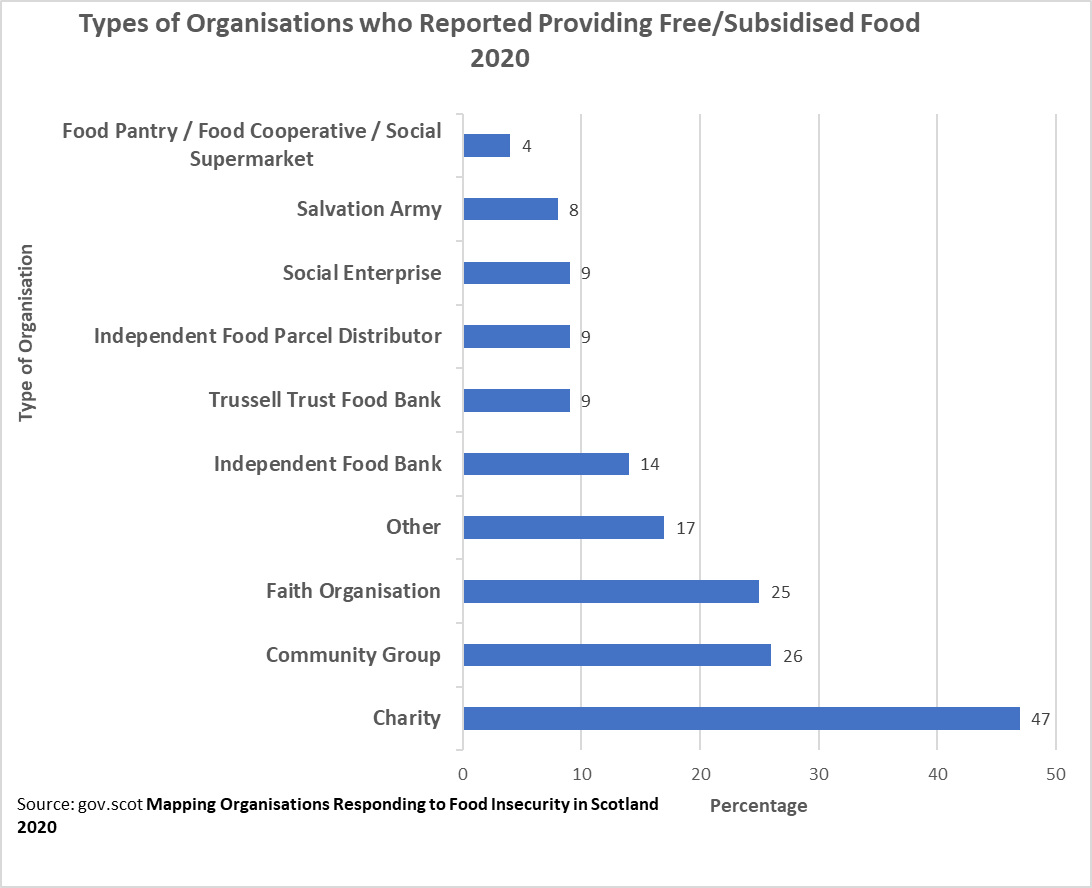 Types of Organisations who Reported Providing Free/Subsidised Food
2020
Type of Organisation
Food Pantry / Food Cooperative / Social
Supermarket
4
Salvation Army
8
Social Enterprise
9
Independent Food Parcel Distributor
9
Trussell Trust Food Bank
9
Independent Food Bank
14
Other
17
Faith Organisation
25
Community Group
26
Charity
47
0 10 20 30 40 50
Percentage
Source: gov.scot Mapping Organisations Responding to Food Insecurity in Scotland
2020